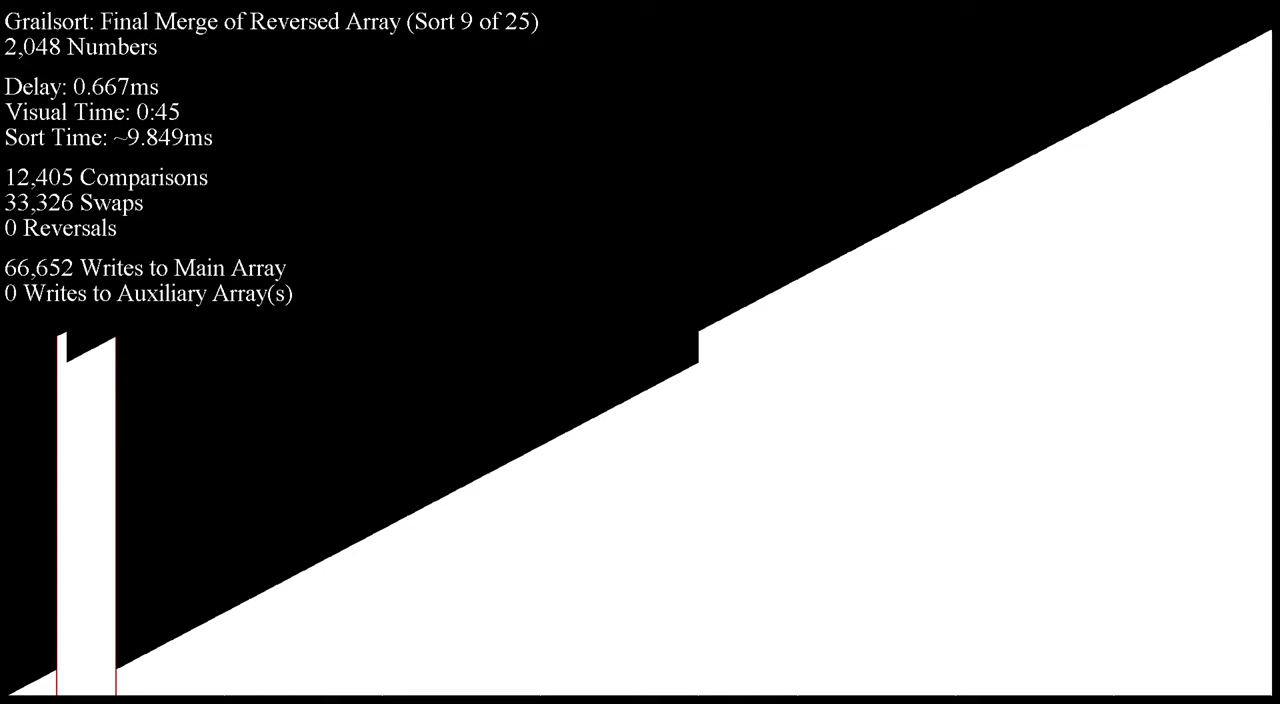 Grailsort: Final Merge of Reversed Array (Sort 9 of 25)
2,048 Numbers
Delay: 0.667ms
Visual Time: 0:45
Sort Time: ~9.849ms
12,405 Comparisons
33,326 Swaps
0 Reversals
66,652 Writes to Main Array
0 Writes to Auxiliary Array(s)